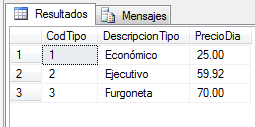 Resultados Mensajes
CodTipo DescripcionTipo PrecioDia
1 1 Económico 25.00
2 2 Ejecutivo 59.92
3 3 Furgoneta 70.00